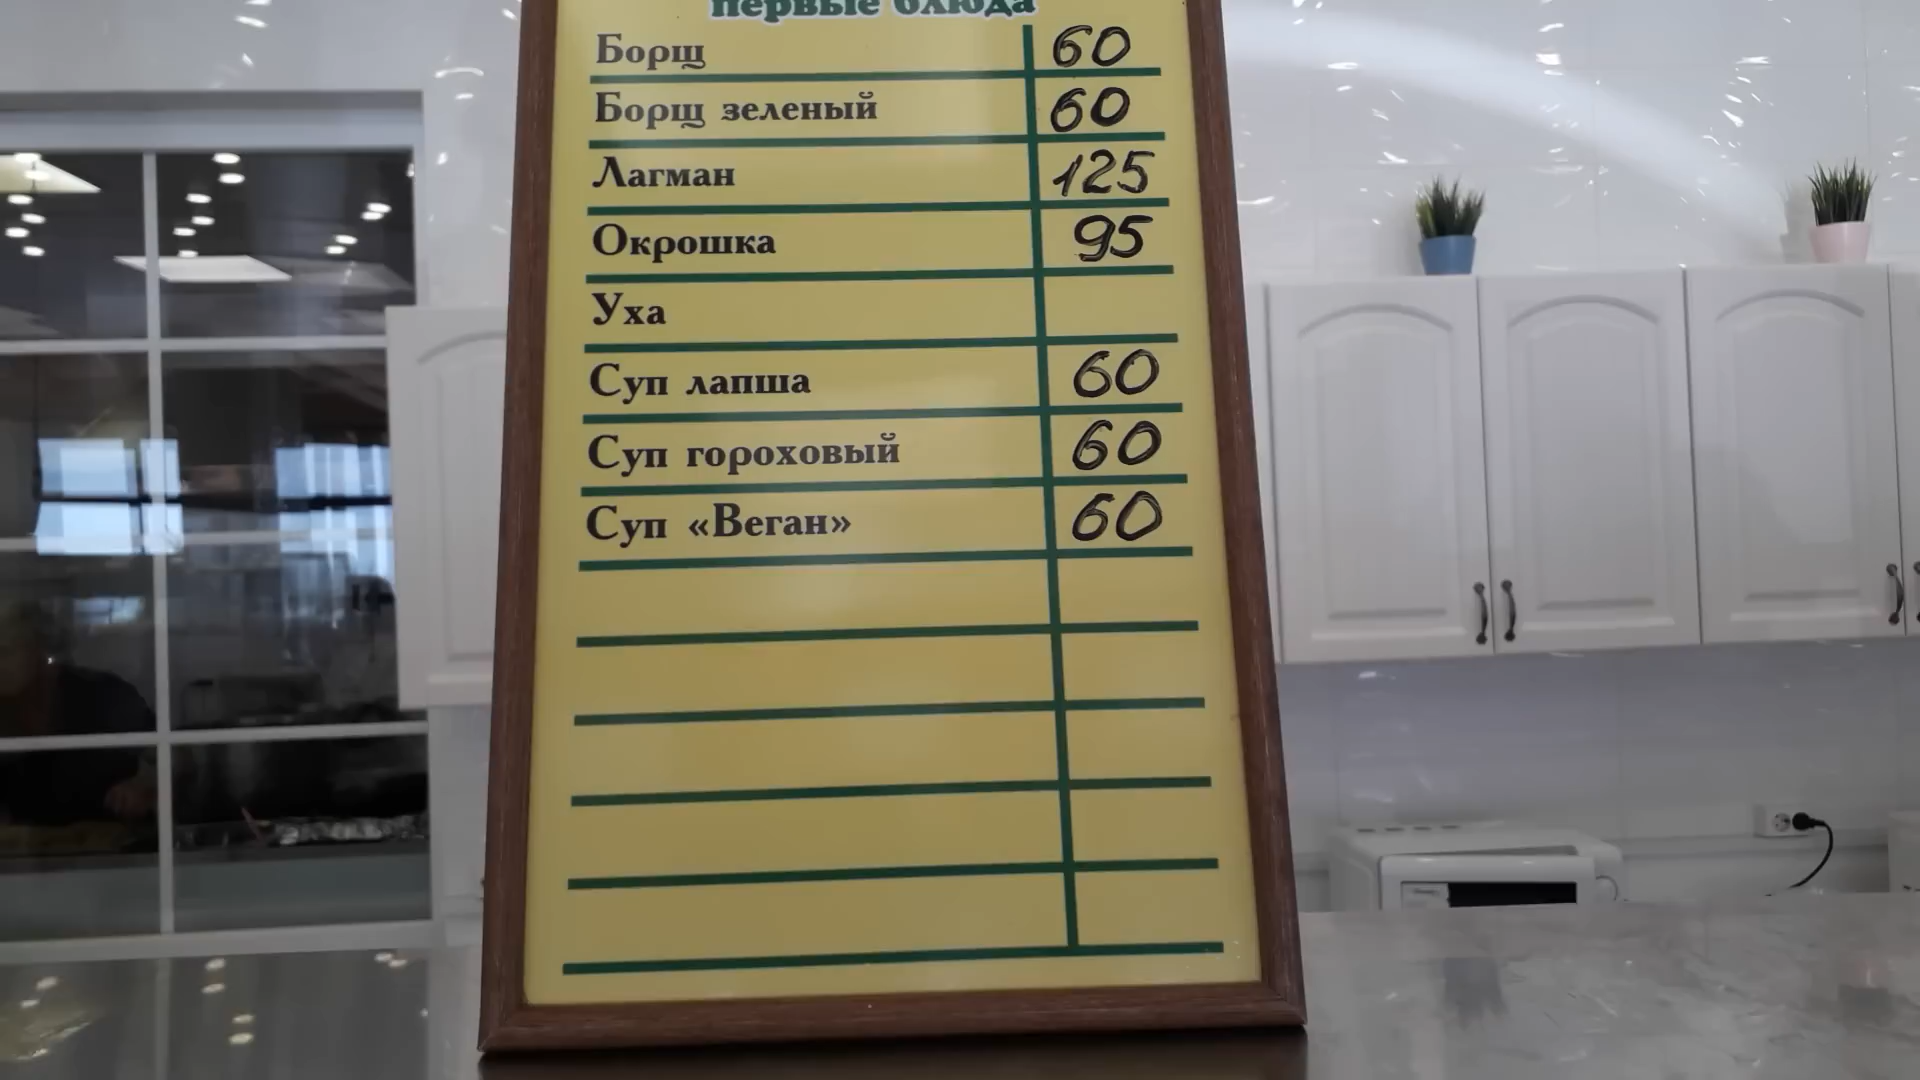 первые блюда
Борщ 60
Борщ зеленый 60
Лагман 125
Окрошка 95
Уха
Суп лапша 60
Суп гороховый 60
Суп «Веган» 60